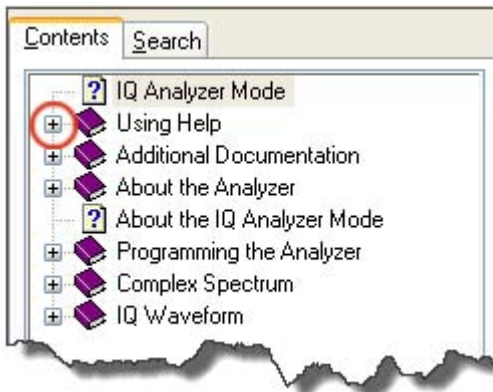 Contents Search
IQ Analyzer Mode
Using Help
Additional Documentation
About the Analyzer
About the IQ Analyzer Mode
Programming the Analyzer
Complex Spectrum
IQ Waveform